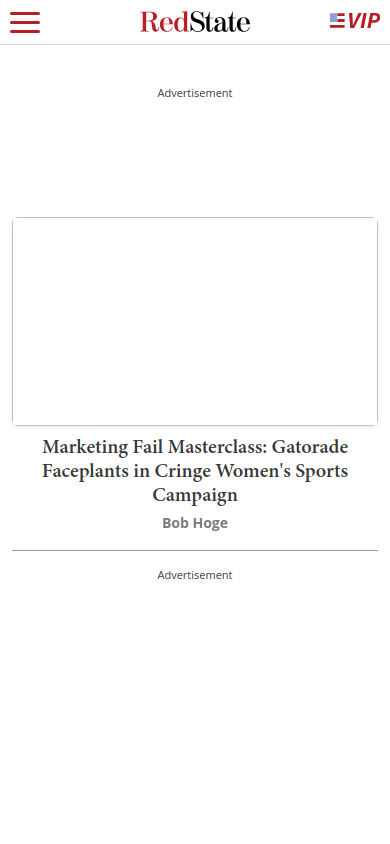 RedState
VIP
Advertisement
Marketing Fail Masterclass: Gatorade
Faceplants in Cringe Women's Sports
Campaign
Bob Hoge
Advertisement